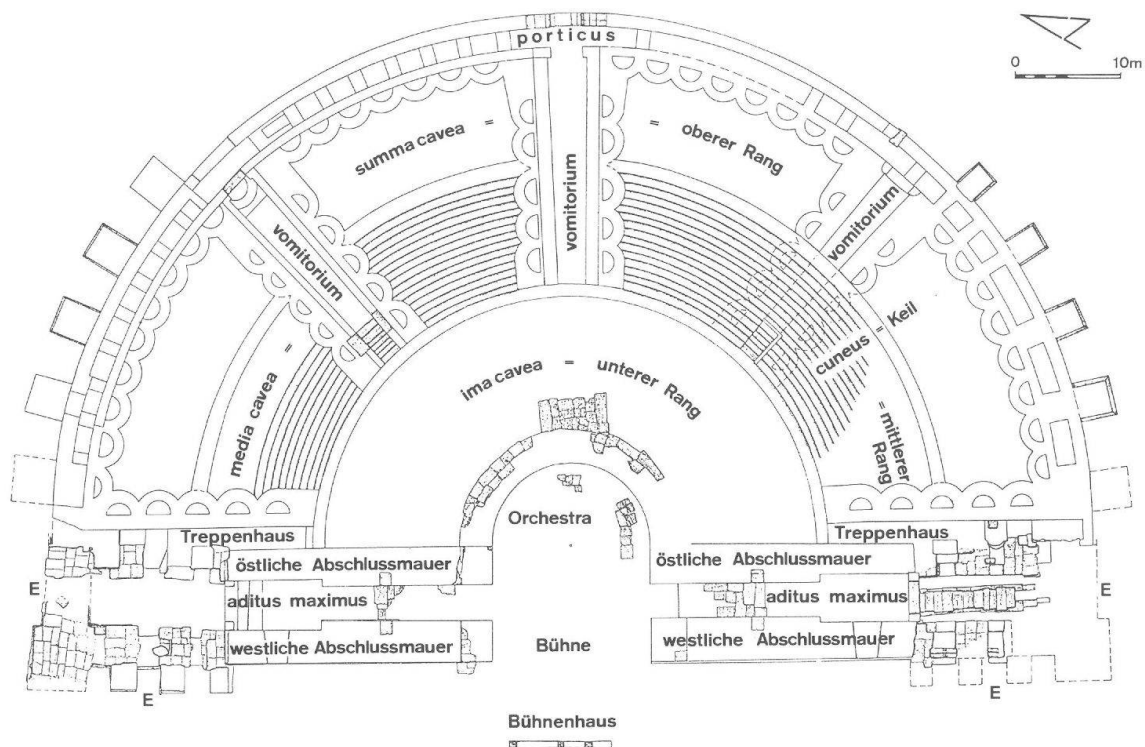 porticus
0 10m
summa cavea =
= oberer Rang
vomitorium
vomitorium
vomitorium
cuneus = Keil
ima cavea = unterer Rang
media cavea =
= mittlerer
Rang
Orchestra
Treppenhaus
Treppenhaus
östliche Abschlussmauer
östliche Abschlussmauer
E
E
aditus maximus
aditus maximus
westliche Abschlussmauer
Bühne
westliche Abschlussmauer
E
E
Bühnenhaus